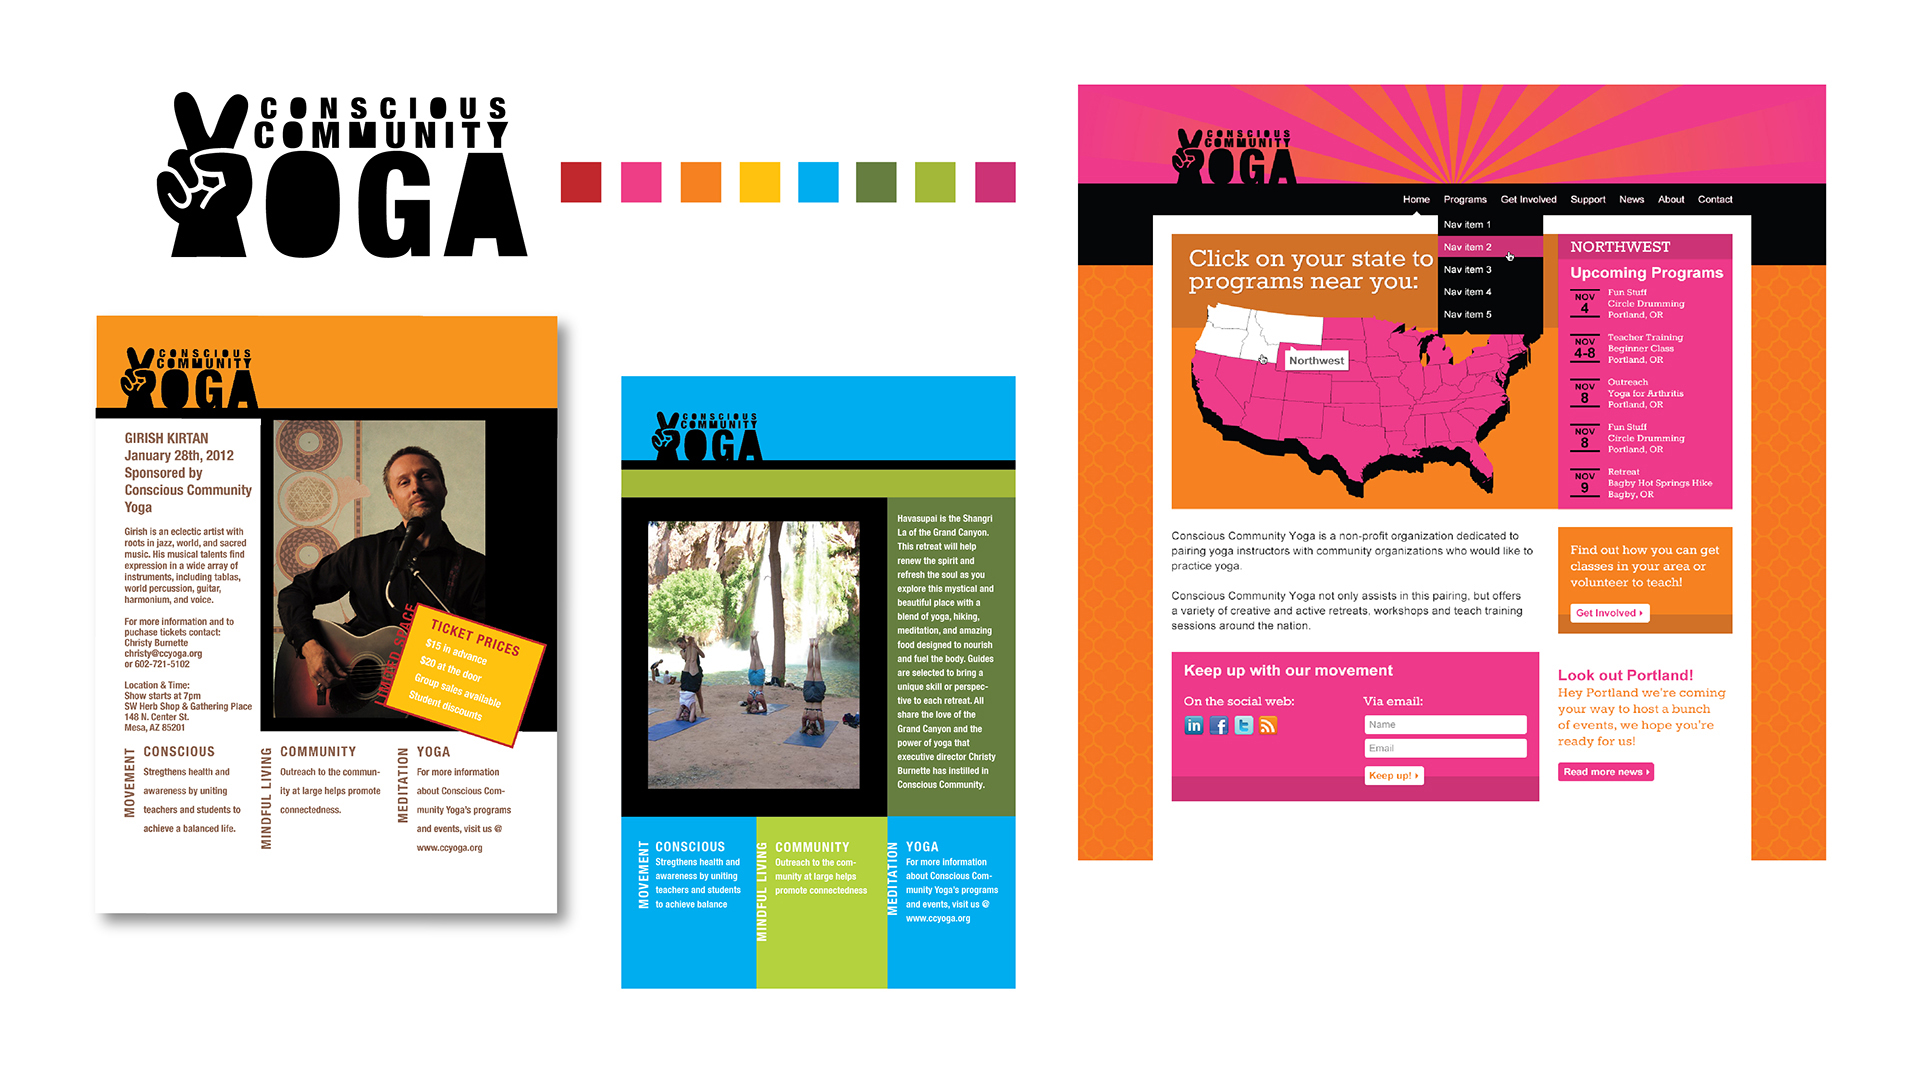 CONSCIOUS
COMMUNITY
YOGA
CONSCIOUS
COMMUNITY
YOGA
GIRISH KIRTAN
January 28th, 2012
Sponsored by
Conscious Community
Yoga
Girish is an eclectic artist with
roots in jazz, world, and sacred
music. His musical talents find
expression in a wide array of
instruments, including tablas,
world percussion, guitar,
harmonium, and voice.
For more information and to
puchase tickets contact:
Christy Burnette
christy@ccyoga.org
or 602-721-5102
Location & Time:
Show starts at 7pm
SW Herb Shop & Gathering Place
148 N. Center St.
Mesa, AZ 85201
LIMITED SPACE
TICKET PRICES
$15 in advance
$20 at the door
Group sales available
Student discounts
MOVEMENT
CONSCIOUS
Stregthens health and
awareness by uniting
teachers and students to
achieve a balanced life.
MINDFUL LIVING
COMMUNITY
Outreach to the commun-
ity at large helps promote
connectedness.
MEDITATION
YOGA
For more information
about Conscious Com-
munity Yoga's programs
and events, visit us @
www.ccyoga.org
CONSCIOUS
COMMUNITY
YOGA
Havasupai is the Shangri
La of the Grand Canyon.
This retreat will help
renew the spirit and
refresh the soul as you
explore this mystical and
beautiful place with a
blend of yoga, hiking,
meditation, and amazing
food designed to nourish
and fuel the body. Guides
are selected to bring a
unique skill or perspec-
tive to each retreat. All
share the love of the
Grand Canyon and the
power of yoga that
executive director Christy
Burnette has instilled in
Conscious Community.
MOVEMENT
CONSCIOUS
Stregthens health and
awareness by uniting
teachers and students
to achieve balance
MINDFUL LIVING
COMMUNITY
Outreach to the com-
munity at large helps
promote connectedness
MEDITATION
YOGA
For more information
about Conscious Com-
munity Yoga's programs
and events, visit us @
www.ccyoga.org
CONSCIOUS
COMMUNITY
YOGA
Home Programs Get Involved Support News About Contact
Nav item 1
Nav item 2
Nav item 3
Nav item 4
Nav item 5
Click on your state to
programs near you:
Northwest
NORTHWEST
Upcoming Programs
NOV 4
Fun Stuff
Circle Drumming
Portland, OR
NOV 4-8
Teacher Training
Beginner Class
Portland, OR
NOV 8
Outreach
Yoga for Arthritis
Portland, OR
NOV 8
Fun Stuff
Circle Drumming
Portland, OR
NOV 9
Retreat
Bagby Hot Springs Hike
Bagby, OR
Conscious Community Yoga is a non-profit organization dedicated to
pairing yoga instructors with community organizations who would like to
practice yoga.
Conscious Community Yoga not only assists in this pairing, but offers
a variety of creative and active retreats, workshops and teach training
sessions around the nation.
Find out how you can get
classes in your area or
volunteer to teach!
Get Involved
Keep up with our movement
On the social web:
in f t
Via email:
Name
Email
Keep up!
Look out Portland!
Hey Portland we're coming
your way to host a bunch
of events, we hope you're
ready for us!
Read more news